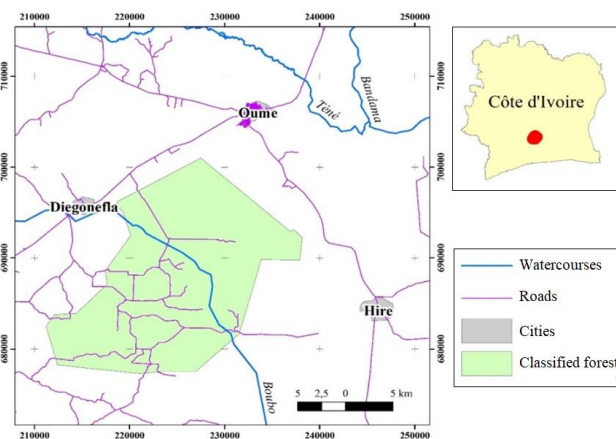 210000 220000 230000 240000 250000
710000 710000
Bandama
Téné
Oume
Côte d'Ivoire
700000 700000
Diegonefla
690000 690000
Watercourses
Roads
Hire
Cities
680000 680000
Classified forest
5 2,5 0 5 km
Boubo
210000 220000 230000 240000 250000